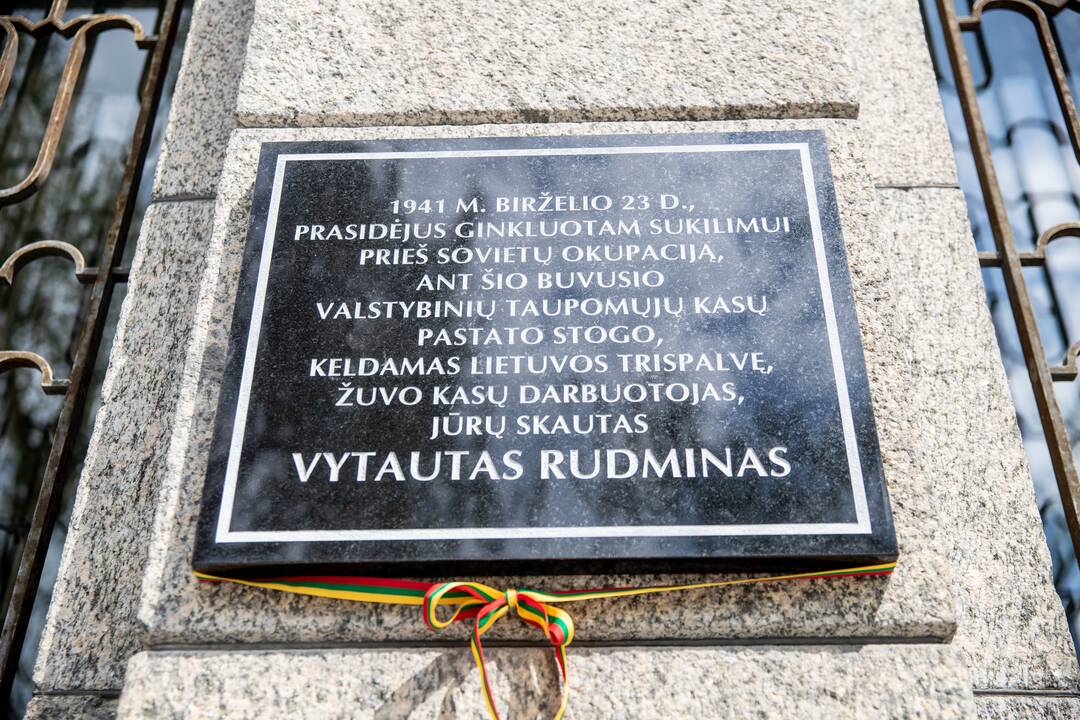 1941 M. BIRŽELIO 23 D.,
PRASIDĖJUS GINKLUOTAM SUKILIMUI
PRIEŠ SOVIETŲ OKUPACIJĄ,
ANT ŠIO BUVUSIO
VALSTYBINIŲ TAUPOMŲJŲ KASŲ
PASTATO STOGO,
KELDAMAS LIETUVOS TRISPALVĘ,
ŽUVO KASŲ DARBUOTOJAS,
JŪRŲ SKAUTAS
VYTAUTAS RUDMINAS